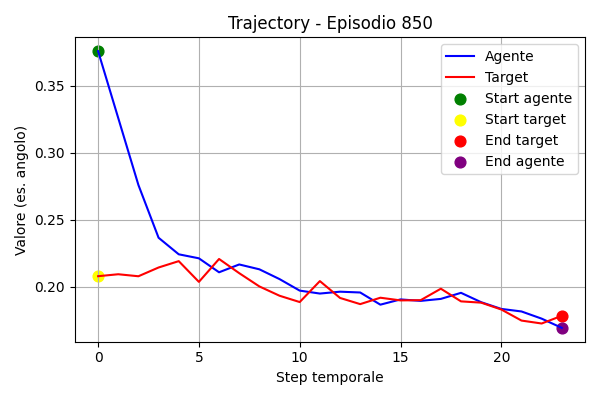 Trajectory - Episodio 850
Valore (es. angolo)
0.35
0.30
0.25
0.20
0
5
10
15
20
Step temporale
Agente
Target
Start agente
Start target
End target
End agente